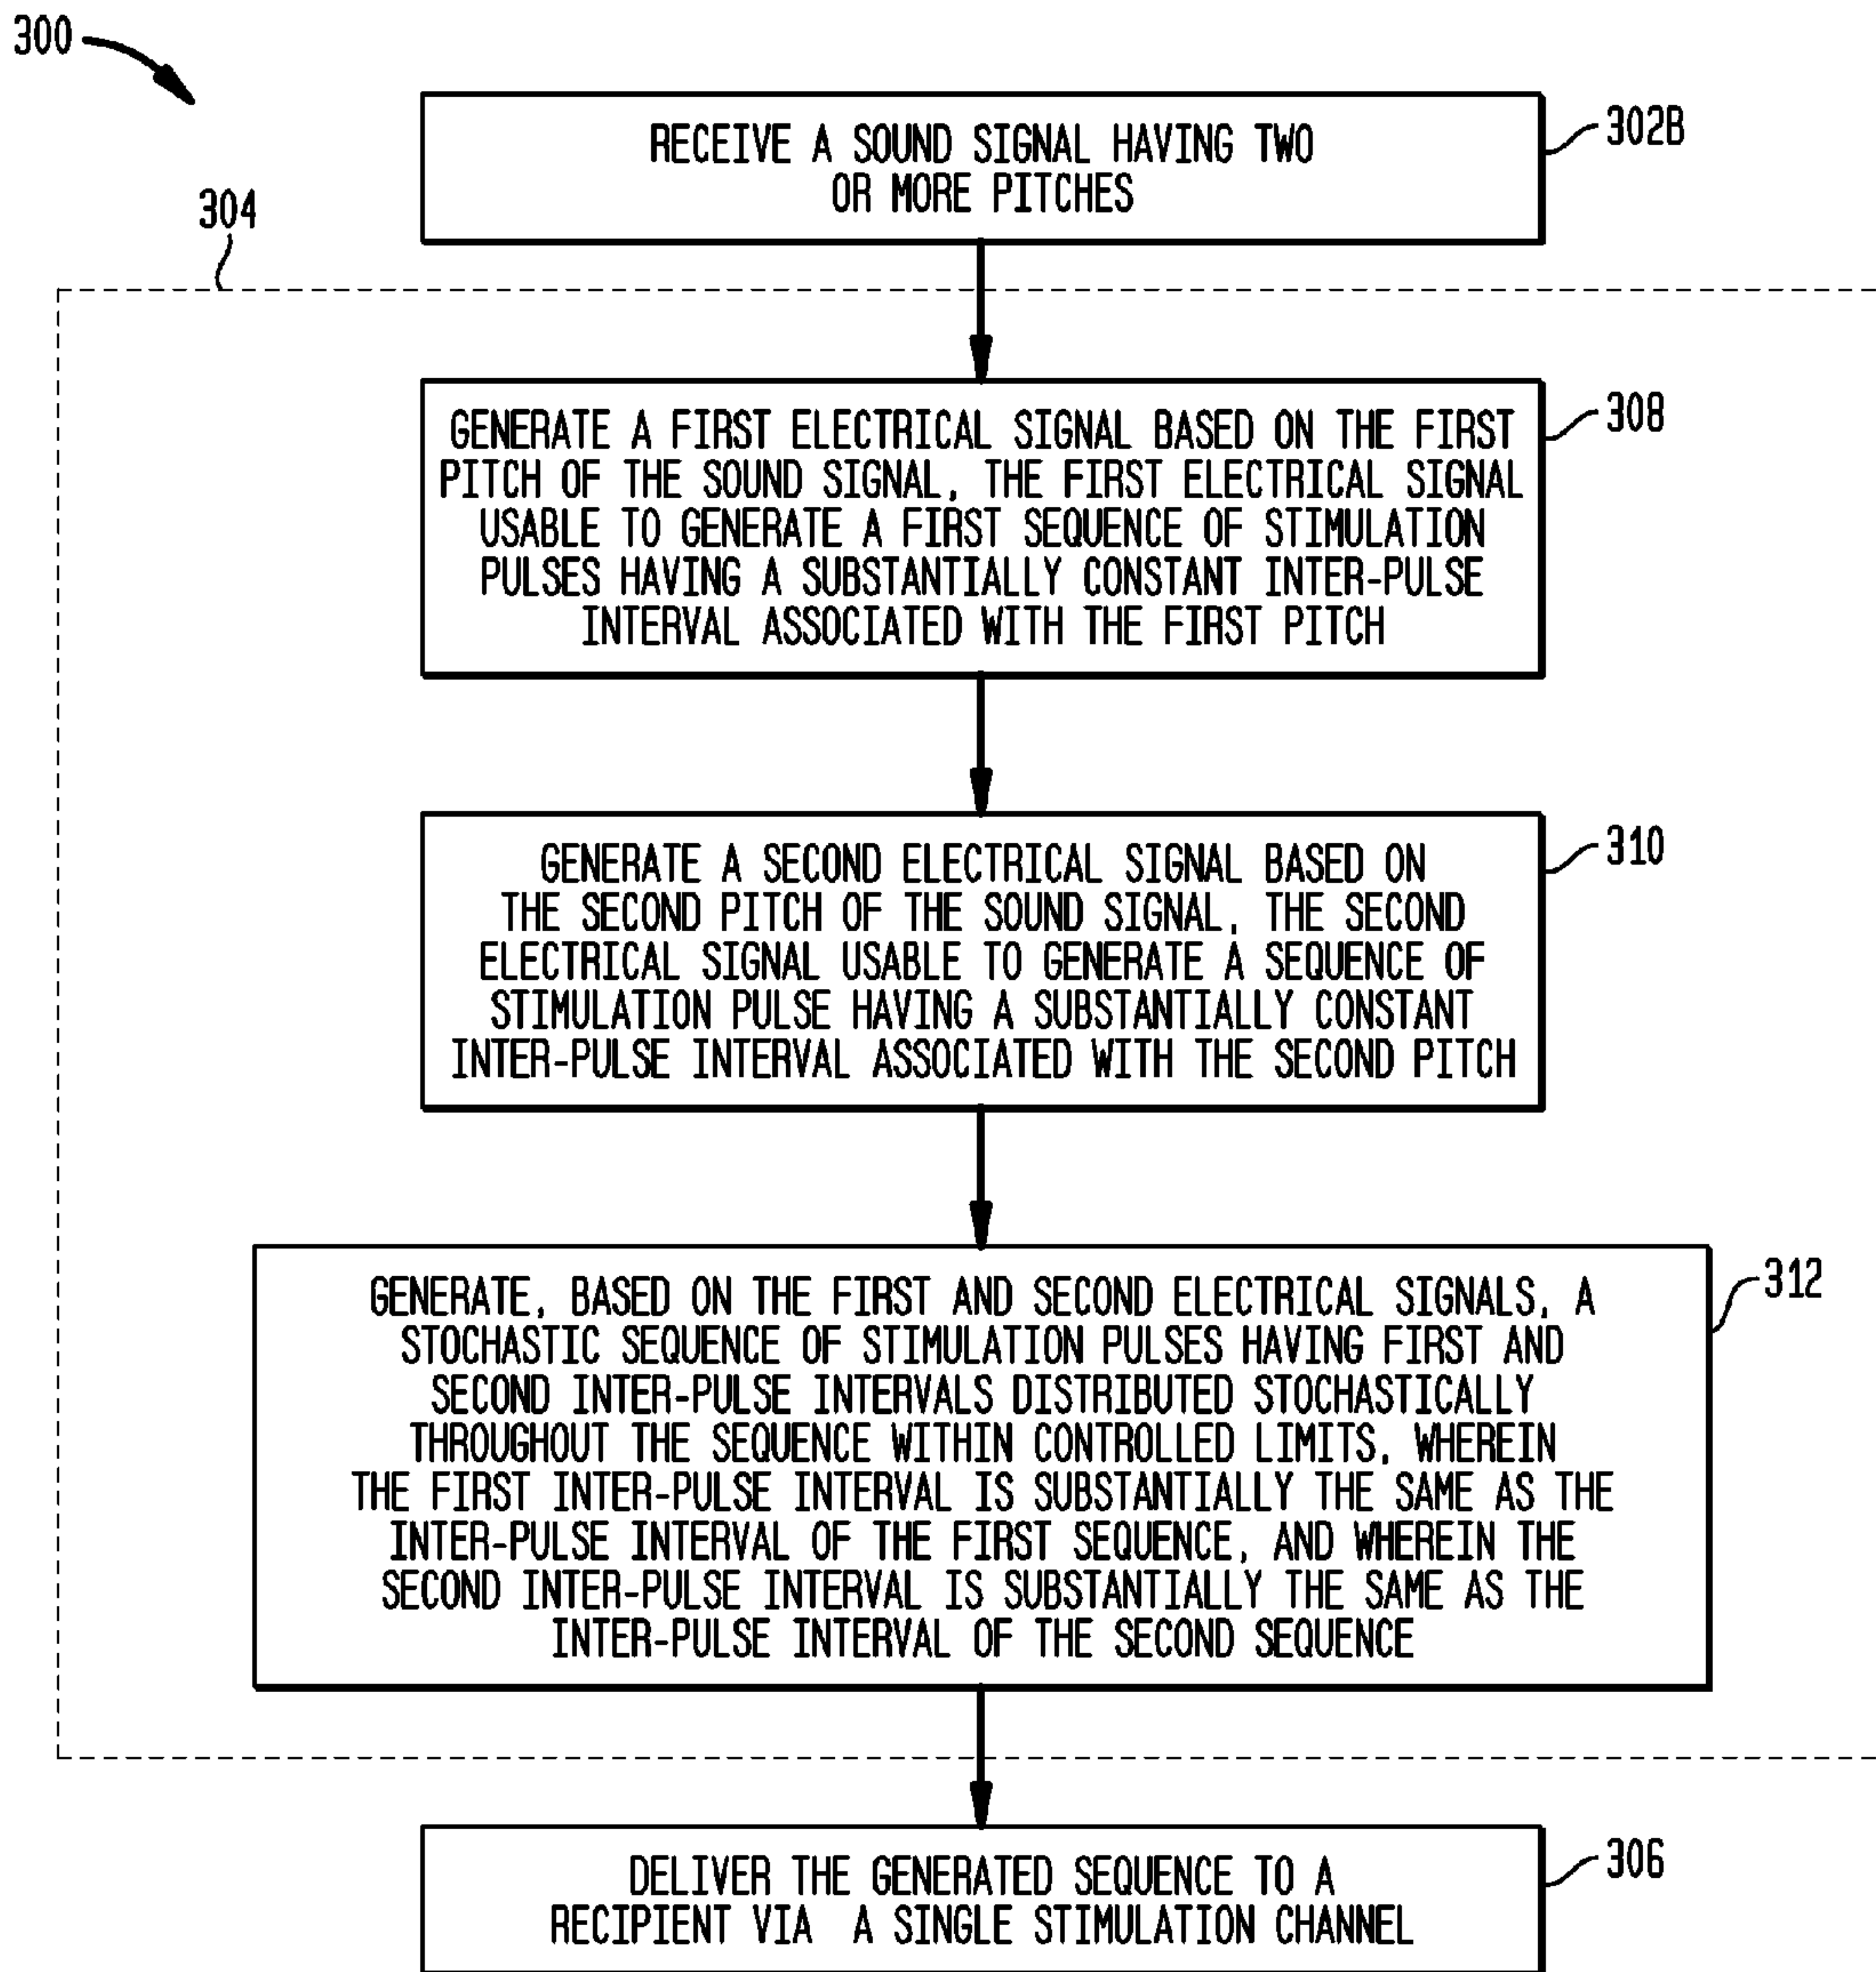 300
RECEIVE A SOUND SIGNAL HAVING TWO
OR MORE PITCHES
302B
304
GENERATE A FIRST ELECTRICAL SIGNAL BASED ON THE FIRST
PITCH OF THE SOUND SIGNAL, THE FIRST ELECTRICAL SIGNAL
USABLE TO GENERATE A FIRST SEQUENCE OF STIMULATION
PULSES HAVING A SUBSTANTIALLY CONSTANT INTER-PULSE
INTERVAL ASSOCIATED WITH THE FIRST PITCH
308
GENERATE A SECOND ELECTRICAL SIGNAL BASED ON
THE SECOND PITCH OF THE SOUND SIGNAL, THE SECOND
ELECTRICAL SIGNAL USABLE TO GENERATE A SEQUENCE OF
STIMULATION PULSE HAVING A SUBSTANTIALLY CONSTANT
INTER-PULSE INTERVAL ASSOCIATED WITH THE SECOND PITCH
310
GENERATE, BASED ON THE FIRST AND SECOND ELECTRICAL SIGNALS, A
STOCHASTIC SEQUENCE OF STIMULATION PULSES HAVING FIRST AND
SECOND INTER-PULSE INTERVALS DISTRIBUTED STOCHASTICALLY
THROUGHOUT THE SEQUENCE WITHIN CONTROLLED LIMITS, WHEREIN
THE FIRST INTER-PULSE INTERVAL IS SUBSTANTIALLY THE SAME AS THE
INTER-PULSE INTERVAL OF THE FIRST SEQUENCE, AND WHEREIN THE
SECOND INTER-PULSE INTERVAL IS SUBSTANTIALLY THE SAME AS THE
INTER-PULSE INTERVAL OF THE SECOND SEQUENCE
312
DELIVER THE GENERATED SEQUENCE TO A
RECIPIENT VIA A SINGLE STIMULATION CHANNEL
306